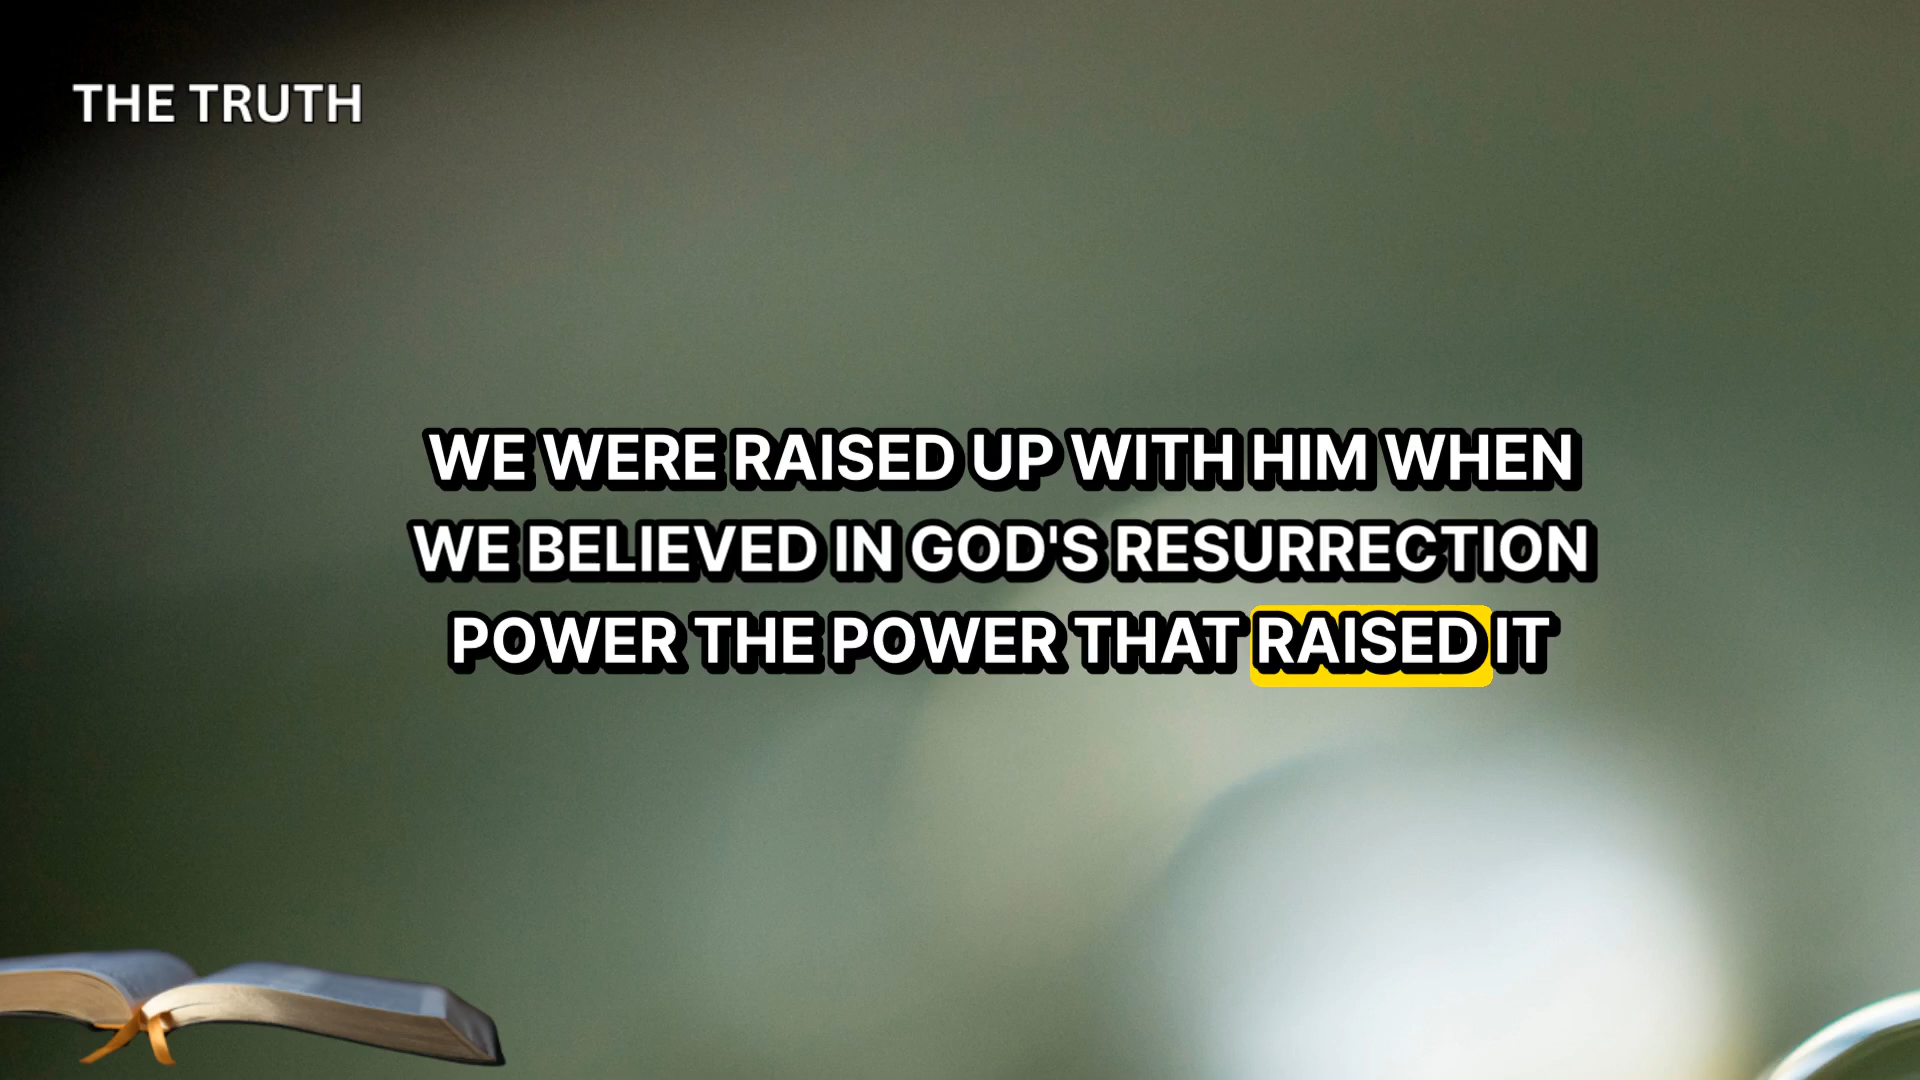 THE TRUTH
WE WERE RAISED UP WITH HIM WHEN
WE BELIEVED IN GOD'S RESURRECTION
POWER THE POWER THAT RAISED IT